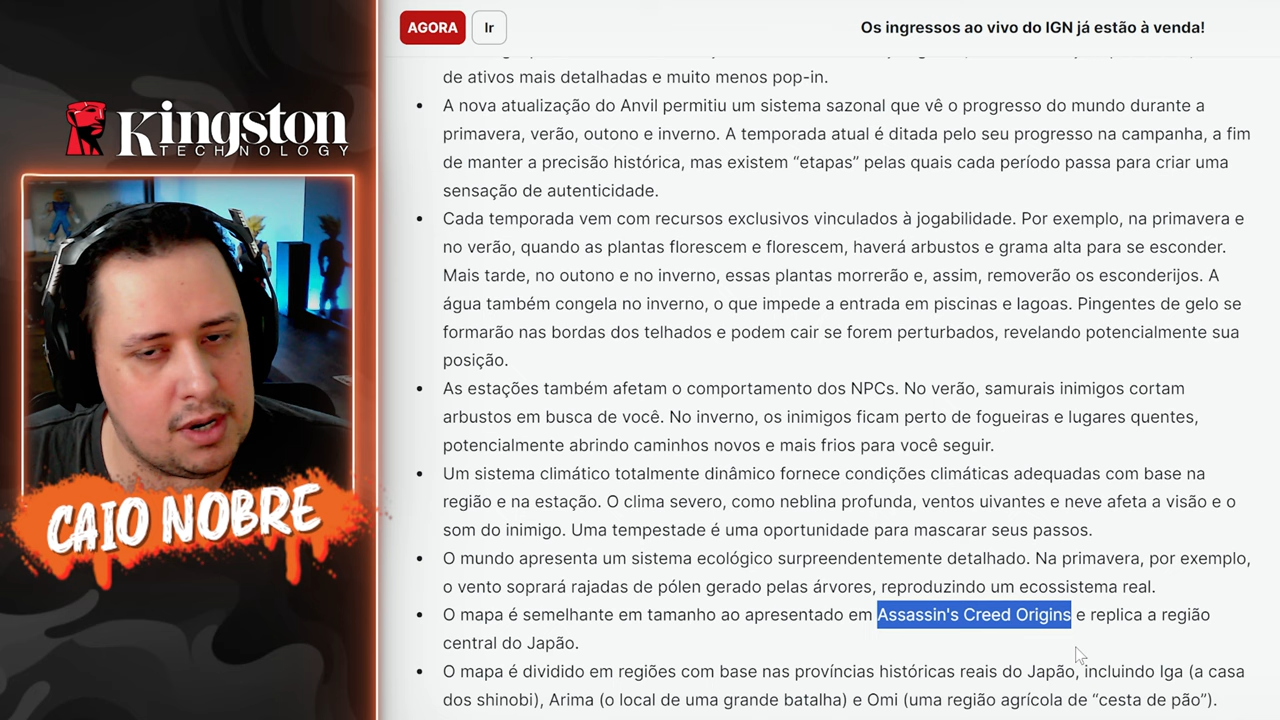 AGORA Ir Os ingressos ao vivo do IGN já estão à venda!
de ativos mais detalhadas e muito menos pop-in.
• A nova atualização do Anvil permitiu um sistema sazonal que vê o progresso do mundo durante a
primavera, verão, outono e inverno. A temporada atual é ditada pelo seu progresso na campanha, a fim
de manter a precisão histórica, mas existem “etapas” pelas quais cada período passa para criar uma
sensação de autenticidade.
• Cada temporada vem com recursos exclusivos vinculados à jogabilidade. Por exemplo, na primavera e
no verão, quando as plantas florescem e florescem, haverá arbustos e grama alta para se esconder.
Mais tarde, no outono e no inverno, essas plantas morrerão e, assim, removerão os esconderijos. A
água também congela no inverno, o que impede a entrada em piscinas e lagoas. Pingentes de gelo se
formarão nas bordas dos telhados e podem cair se forem perturbados, revelando potencialmente sua
posição.
• As estações também afetam o comportamento dos NPCs. No verão, samurais inimigos cortam
arbustos em busca de você. No inverno, os inimigos ficam perto de fogueiras e lugares quentes,
potencialmente abrindo caminhos novos e mais frios para você seguir.
• Um sistema climático totalmente dinâmico fornece condições climáticas adequadas com base na
região e na estação. O clima severo, como neblina profunda, ventos uivantes e neve afeta a visão e o
som do inimigo. Uma tempestade é uma oportunidade para mascarar seus passos.
• O mundo apresenta um sistema ecológico surpreendentemente detalhado. Na primavera, por exemplo,
o vento soprará rajadas de pólen gerado pelas árvores, reproduzindo um ecossistema real.
• O mapa é semelhante em tamanho ao apresentado em Assassin's Creed Origins e replica a região
central do Japão.
• O mapa é dividido em regiões com base nas províncias históricas reais do Japão, incluindo Iga (a casa
dos shinobi), Arima (o local de uma grande batalha) e Omi (uma região agrícola de “cesta de pão”).
Kingston
TECHNOLOGY
CAIO NOBRE